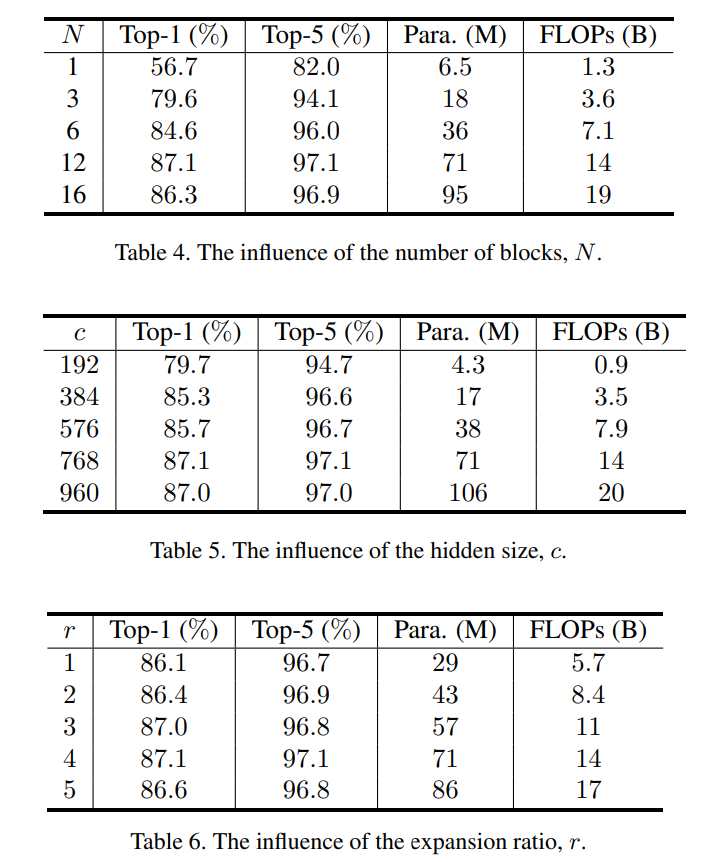 N Top-1 (%) Top-5 (%) Para. (M) FLOPs (B)
1 56.7 82.0 6.5 1.3
3 79.6 94.1 18 3.6
6 84.6 96.0 36 7.1
12 87.1 97.1 71 14
16 86.3 96.9 95 19
Table 4. The influence of the number of blocks, N.
c Top-1 (%) Top-5 (%) Para. (M) FLOPs (B)
192 79.7 94.7 4.3 0.9
384 85.3 96.6 17 3.5
576 85.7 96.7 38 7.9
768 87.1 97.1 71 14
960 87.0 97.0 106 20
Table 5. The influence of the hidden size, c.
r Top-1 (%) Top-5 (%) Para. (M) FLOPs (B)
1 86.1 96.7 29 5.7
2 86.4 96.9 43 8.4
3 87.0 96.8 57 11
4 87.1 97.1 71 14
5 86.6 96.8 86 17
Table 6. The influence of the expansion ratio, r.